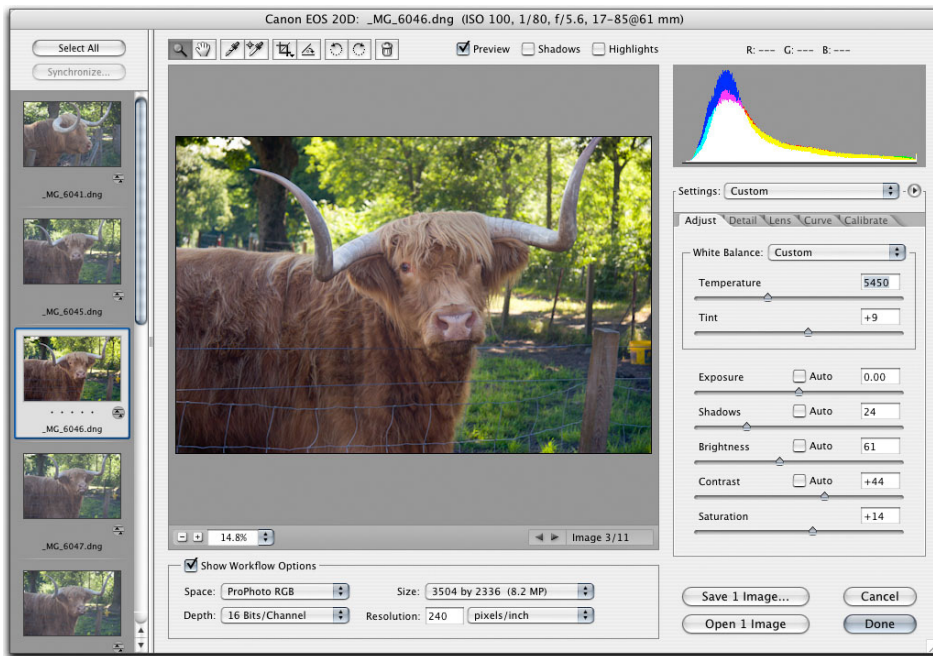 Canon EOS 20D: _MG_6046.dng (ISO 100, 1/80, f/5.6, 17-85@61 mm)
Select All
Synchronize...
_MG_6041.dng
_MG_6045.dng
_MG_6046.dng
_MG_6047.dng
Preview Shadows Highlights
R: --- G: --- B: ---
14.8%
Image 3/11
Show Workflow Options
Space: ProPhoto RGB Size: 3504 by 2336 (8.2 MP)
Depth: 16 Bits/Channel Resolution: 240 pixels/inch
Settings: Custom
Adjust Detail Lens Curve Calibrate
White Balance: Custom
Temperature 5450
Tint +9
Exposure Auto 0.00
Shadows Auto 24
Brightness Auto 61
Contrast Auto +44
Saturation +14
Save 1 Image... Cancel
Open 1 Image Done